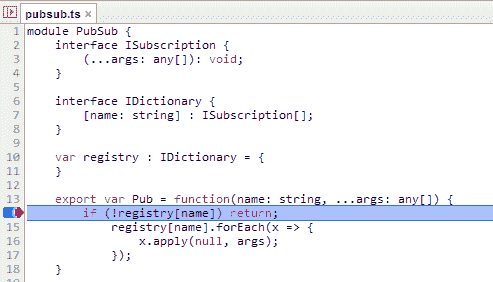 pubsub.ts ×
1 module PubSub {
2     interface ISubscription {
3         (...args: any[]): void;
4     }
5
6     interface IDictionary {
7         [name: string] : ISubscription[];
8     }
9
10     var registry : IDictionary = {
11     }
12
13     export var Pub = function(name: string, ...args: any[]) {
        if (!registry[name]) return;
15             registry[name].forEach(x => {
16                 x.apply(null, args);
17             });
18     }